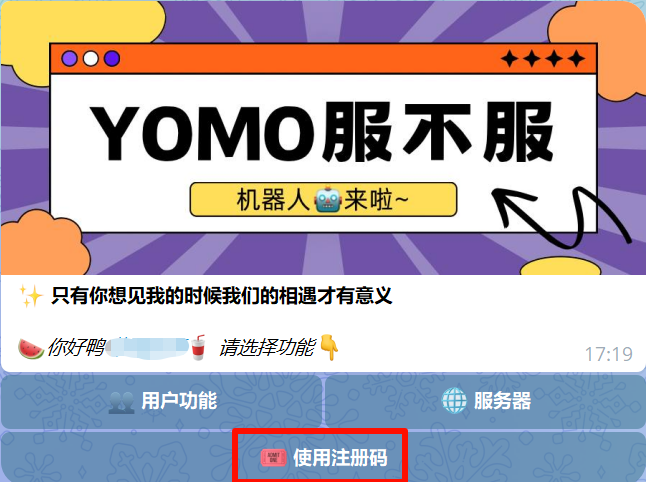 YOMO服不服
机器人🤖来啦~
✨ 只有你想见我的时候我们的相遇才有意义
🍉你好鸭🥤 请选择功能👇
17:19
👥 用户功能
🌐 服务器
🎟️ 使用注册码